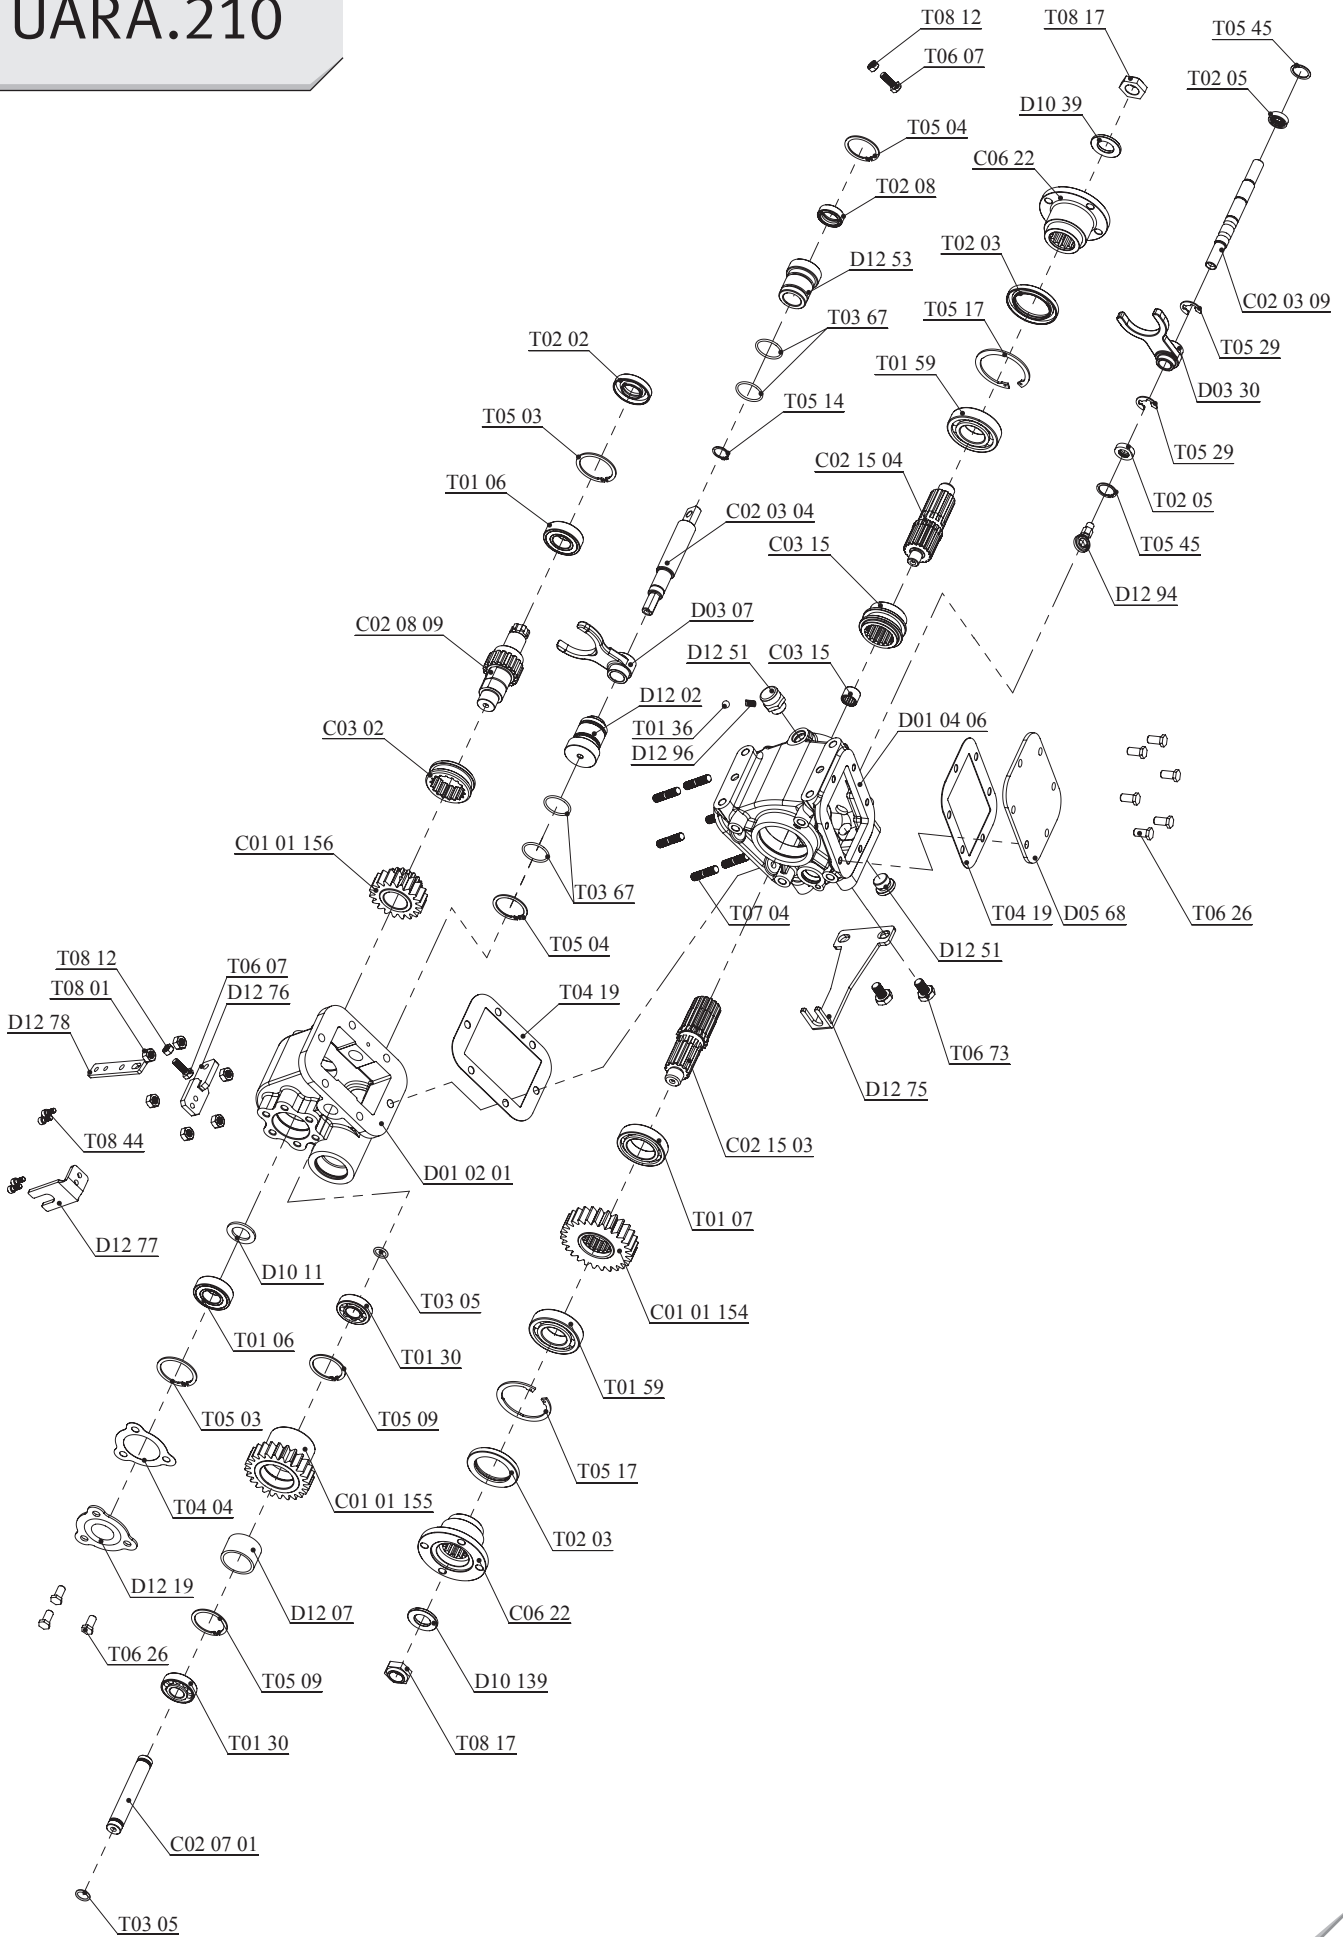 UARA.210
T08 12
T08 17
T05 45
T06 07
T02 05
D10 39
T05 04
C06 22
T02 08
T02 03
D12 53
C02 03 09
T05 17
T03 67
T02 02
T05 29
T01 59
D03 30
T05 14
T05 03
T05 29
C02 15 04
T01 06
T02 05
C02 03 04
T05 45
C03 15
D12 94
D03 07
C02 08 09
D12 51
C03 15
D12 02
D01 04 06
T01 36
C03 02
D12 96
C01 01 156
T03 67
T07 04
T04 19
D05 68
T06 26
T05 04
D12 51
T08 12
T06 07
T08 01
D12 76
T04 19
D12 78
T06 73
D12 75
T08 44
C02 15 03
D01 02 01
T01 07
D12 77
D10 11
T03 05
C01 01 154
T01 06
T01 30
T01 59
T05 03
T05 09
T05 17
T04 04
C01 01 155
T02 03
D12 19
D12 07
C06 22
T06 26
T05 09
D10 139
T01 30
T08 17
C02 07 01
T03 05